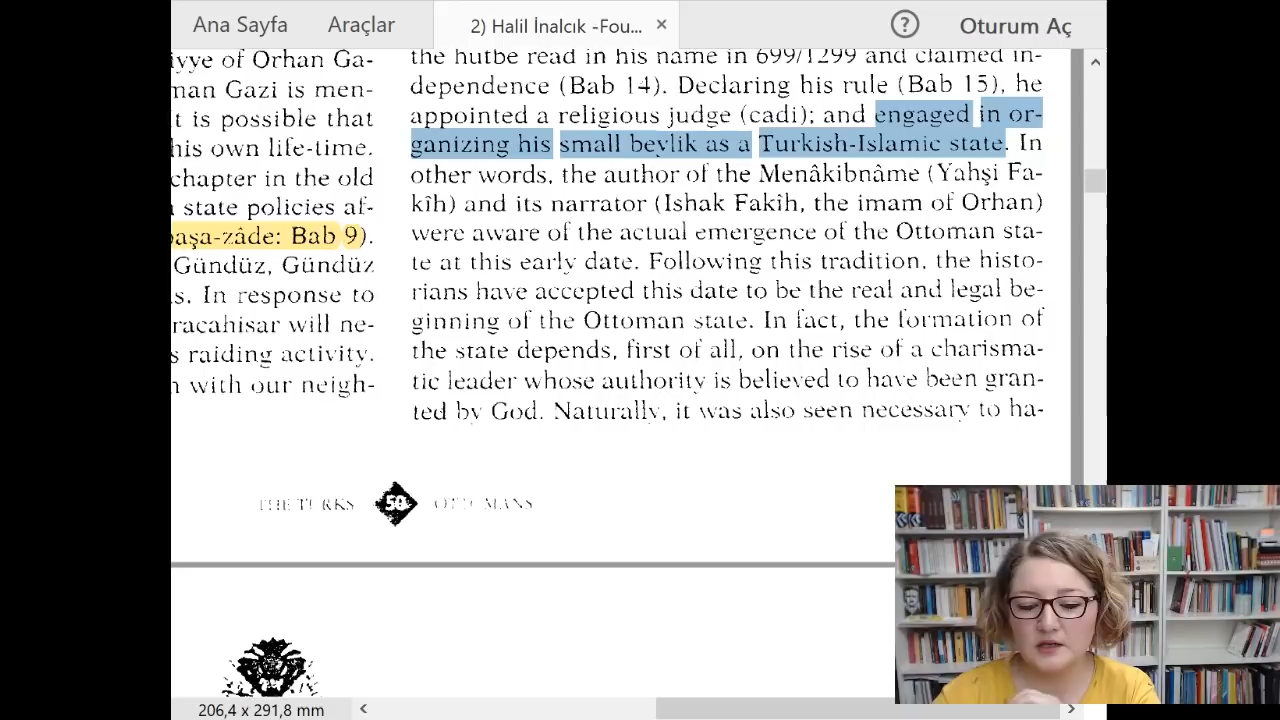 Ana Sayfa
Araçlar
2) Halil İnalcık -Fou...
Oturum Aç
iyye of Orhan Ga-
man Gazi is men-
t is possible that
his own life-time.
chapter in the old
state policies af-
paşa-zâde: Bab 9).
Gündüz, Gündüz
s. In response to
racahisar will ne-
s raiding activity.
with our neigh-
the hutbe read in his name in 699/1299 and claimed in-
dependence (Bab 14). Declaring his rule (Bab 15), he
appointed a religious judge (cadi); and engaged in or-
ganizing his small beylik as a Turkish-Islamic state. In
other words, the author of the Menâkibnâme (Yahşi Fa-
kîh) and its narrator (Ishak Fakîh, the imam of Orhan)
were aware of the actual emergence of the Ottoman sta-
te at this early date. Following this tradition, the histo-
rians have accepted this date to be the real and legal be-
ginning of the Ottoman state. In fact, the formation of
the state depends, first of all, on the rise of a charisma-
tic leader whose authority is believed to have been gran-
ted by God. Naturally, it was also seen necessary to ha-
THE TURKS 50 OTTOMANS
206,4 x 291,8 mm